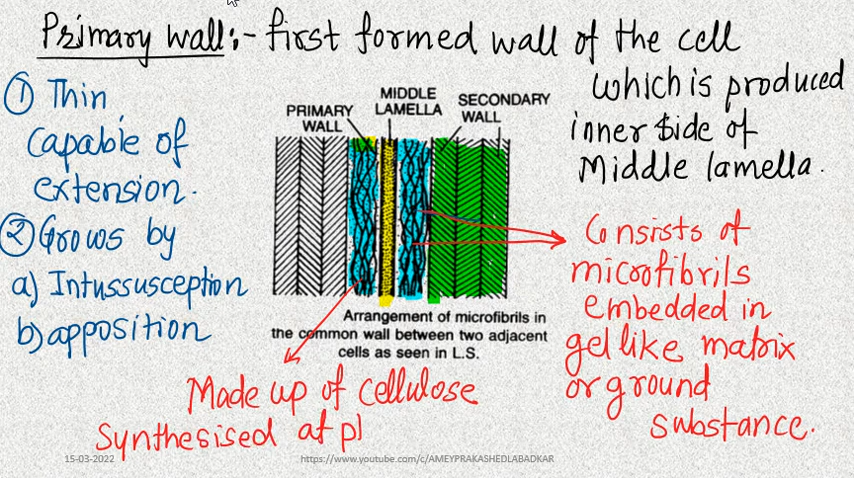 Primary wall:- first formed wall of the cell
which is produced
inner side of
Middle lamella.
① Thin
capable of
extension.
② Grows by
a) Intussusception
b) apposition
PRIMARY
WALL
MIDDLE
LAMELLA
SECONDARY
WALL
Arrangement of microfibrils in
the common wall between two adjacent
cells as seen in L.S.
Consists of
microfibrils
embedded in
gel like matrix
or ground
substance.
Made up of cellulose
Synthesised at pl
15-03-2022
https://www.youtube.com/c/AMEYPRAKASHEDLABADKAR